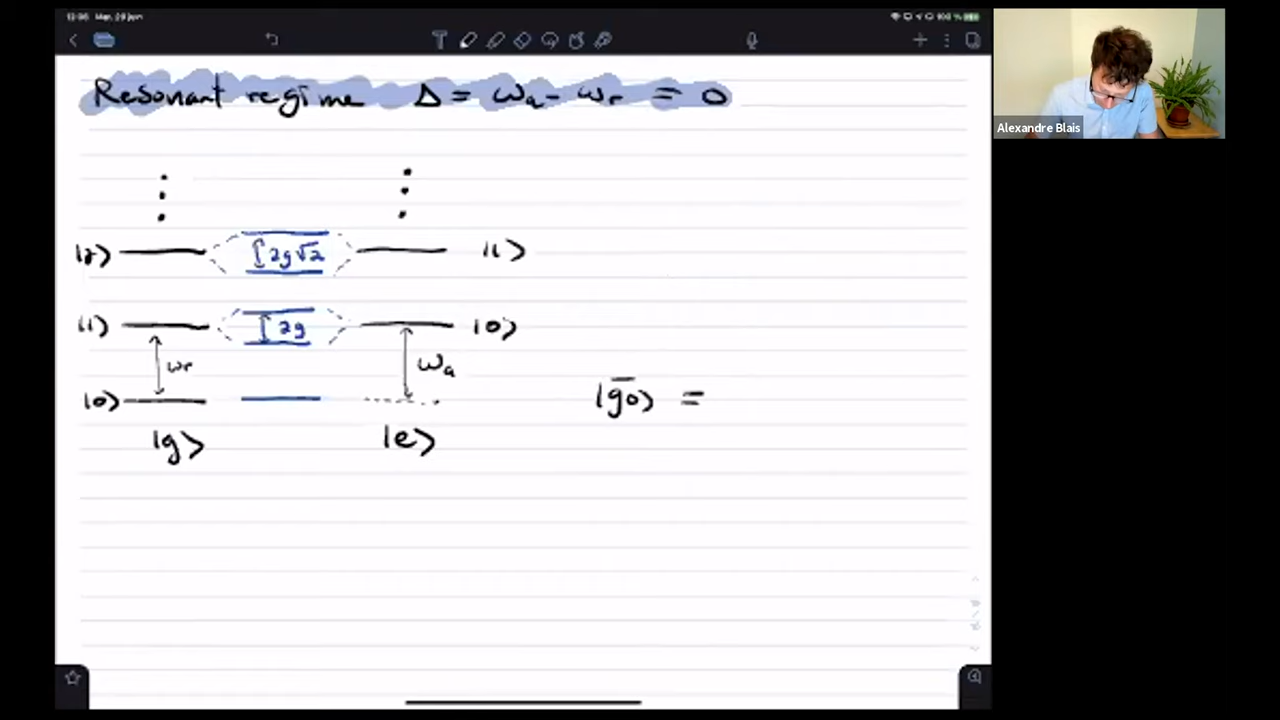 Resonant regime Δ = ωa - ωr = 0
|2⟩ [2g√2 |1⟩
|1⟩ [2g |0⟩
ωr ωa
|0⟩
|g⟩ |e⟩
|g0⟩ =
Alexandre Blais